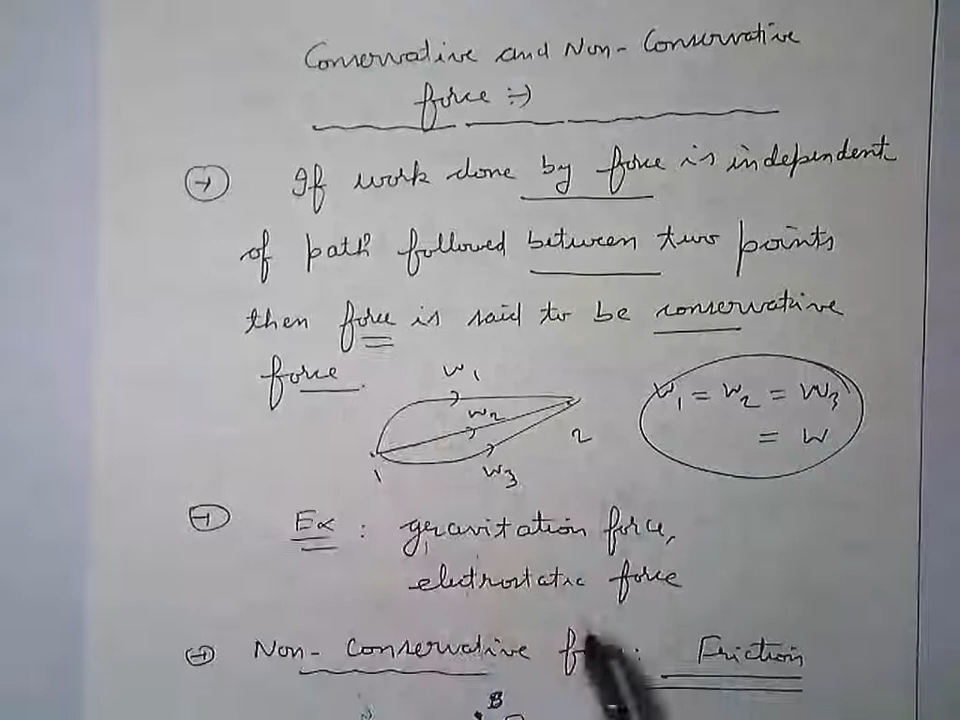 Conservative and Non-Conservative
force :-)
If work done by force is independent
of path followed between two points
then force is said to be conservative
force.
W1
W2
W3
1
2
W1 = W2 = W3
= W
Ex : gravitation force,
electrostatic force
Non-Conservative : Friction
B